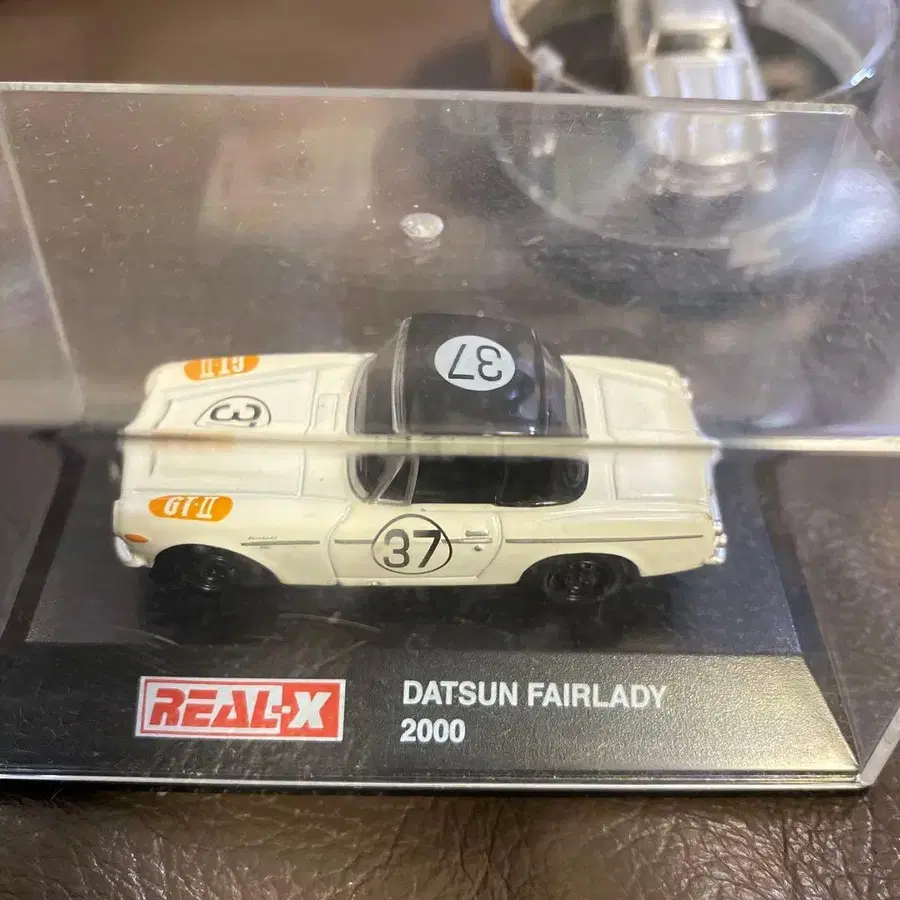 GT-II
37
3
GT-II
37
REAL-X
DATSUN FAIRLADY
2000